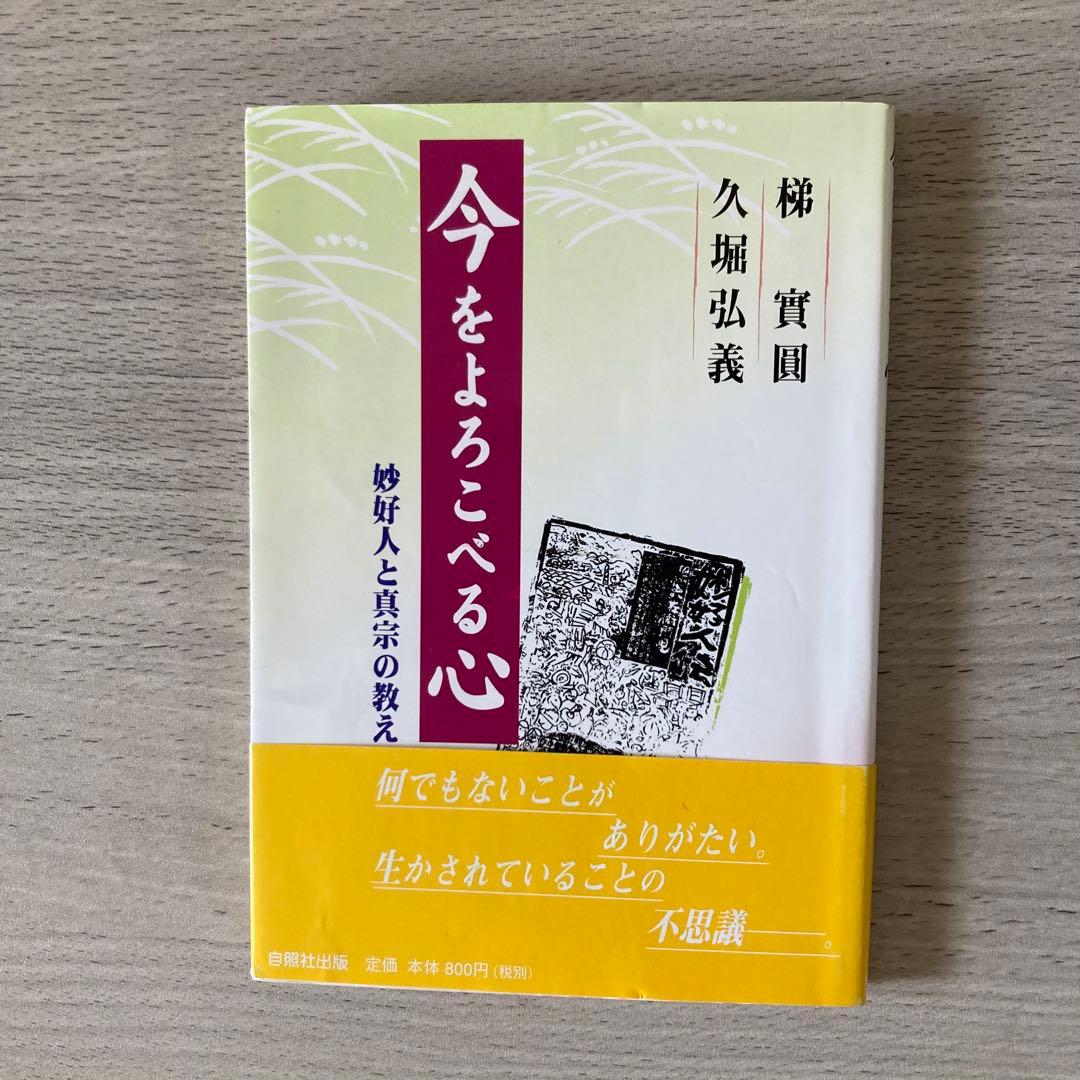 梯 實圓
久堀弘義
今をよろこべる心
妙好人と真宗の教え
何でもないことが
ありがたい。
生かされていることの
不思議——。
自照社出版 定価 本体800円(税別)